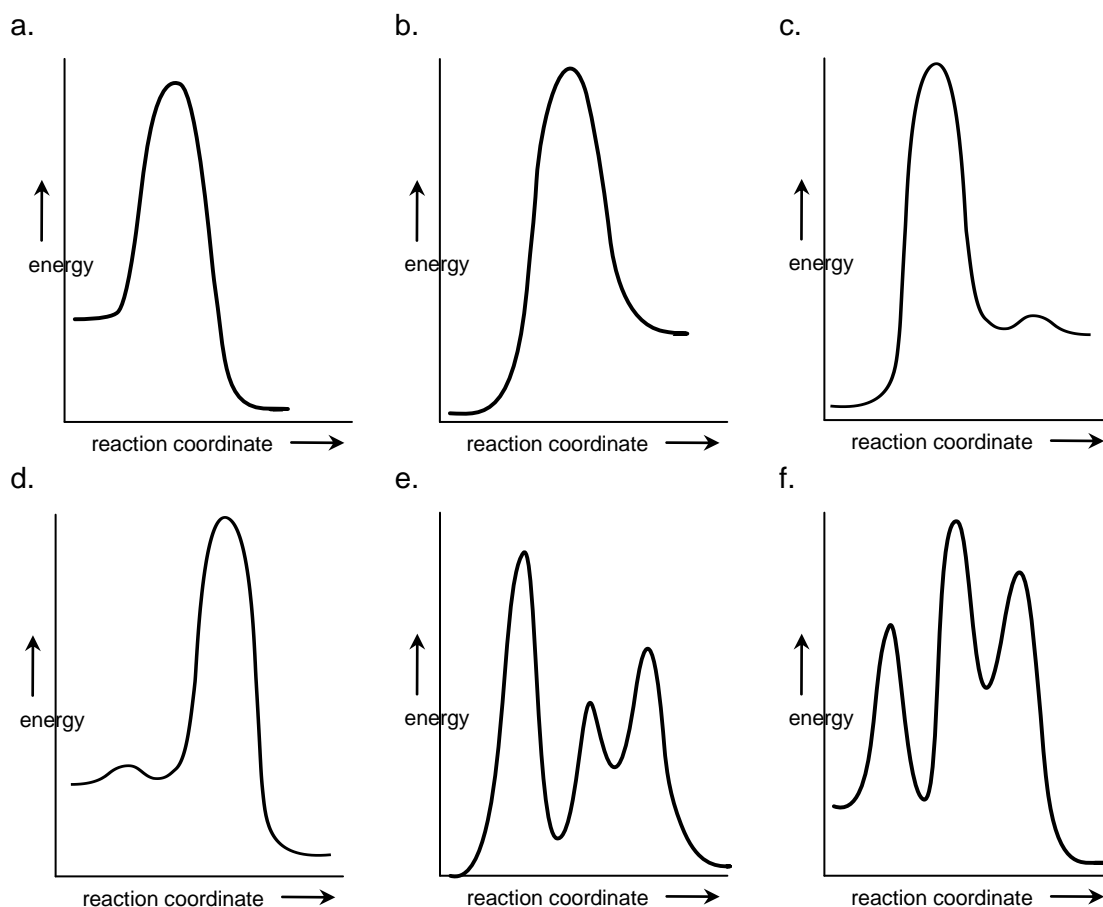 a.
b.
c.
energy
energy
energy
reaction coordinate
reaction coordinate
reaction coordinate
d.
e.
f.
energy
energy
energy
reaction coordinate
reaction coordinate
reaction coordinate